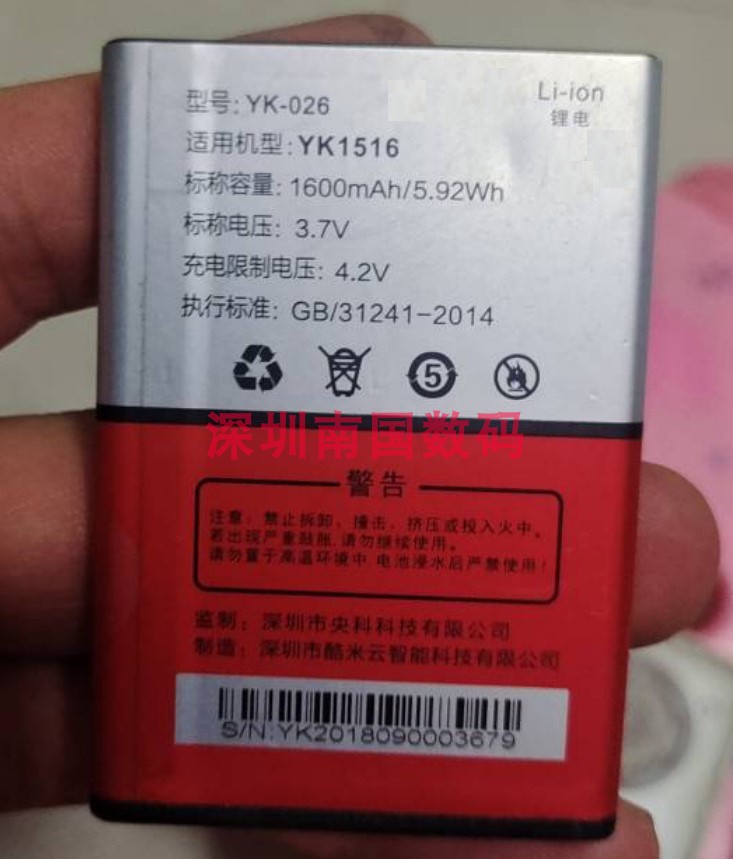 Li-ion
锂电
型号: YK-026
适用机型: YK1516
标称容量: 1600mAh/5.92Wh
标称电压: 3.7V
充电限制电压: 4.2V
执行标准: GB/31241-2014
5
深圳南国数码
警告
注意: 禁止拆卸、撞击、挤压或投入火中。
若出现严重鼓胀,请勿继续使用。
请勿置于高温环境中,电池浸水后严禁使用!
监制: 深圳市央科科技有限公司
制造: 深圳市酷米云智能科技有限公司
S/N:YK2018090003679